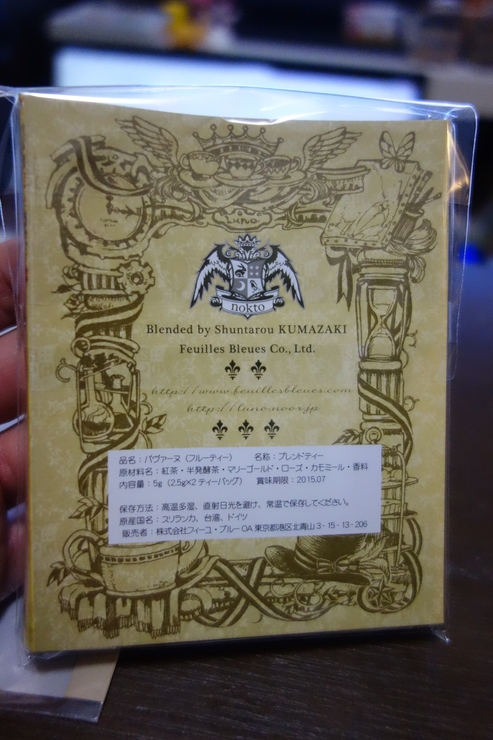 nokto
Blended by Shuntarou KUMAZAKI
Feuilles Bleues Co., Ltd.
http://www.feuillesbleues.com
http://luno.noor.jp
品名：パヴァーヌ（フルーティー） 名称：ブレンドティー
原材料名：紅茶・半発酵茶・マリーゴールド・ローズ・カモミール・香料
内容量：5g（2.5g×2ティーバッグ） 賞味期限：2015.07
保存方法：高温多湿、直射日光を避け、常温で保存してください。
原産国名：スリランカ、台湾、ドイツ
販売者：株式会社フィーユ・ブルーOA 東京都港区北青山3-15-13-206